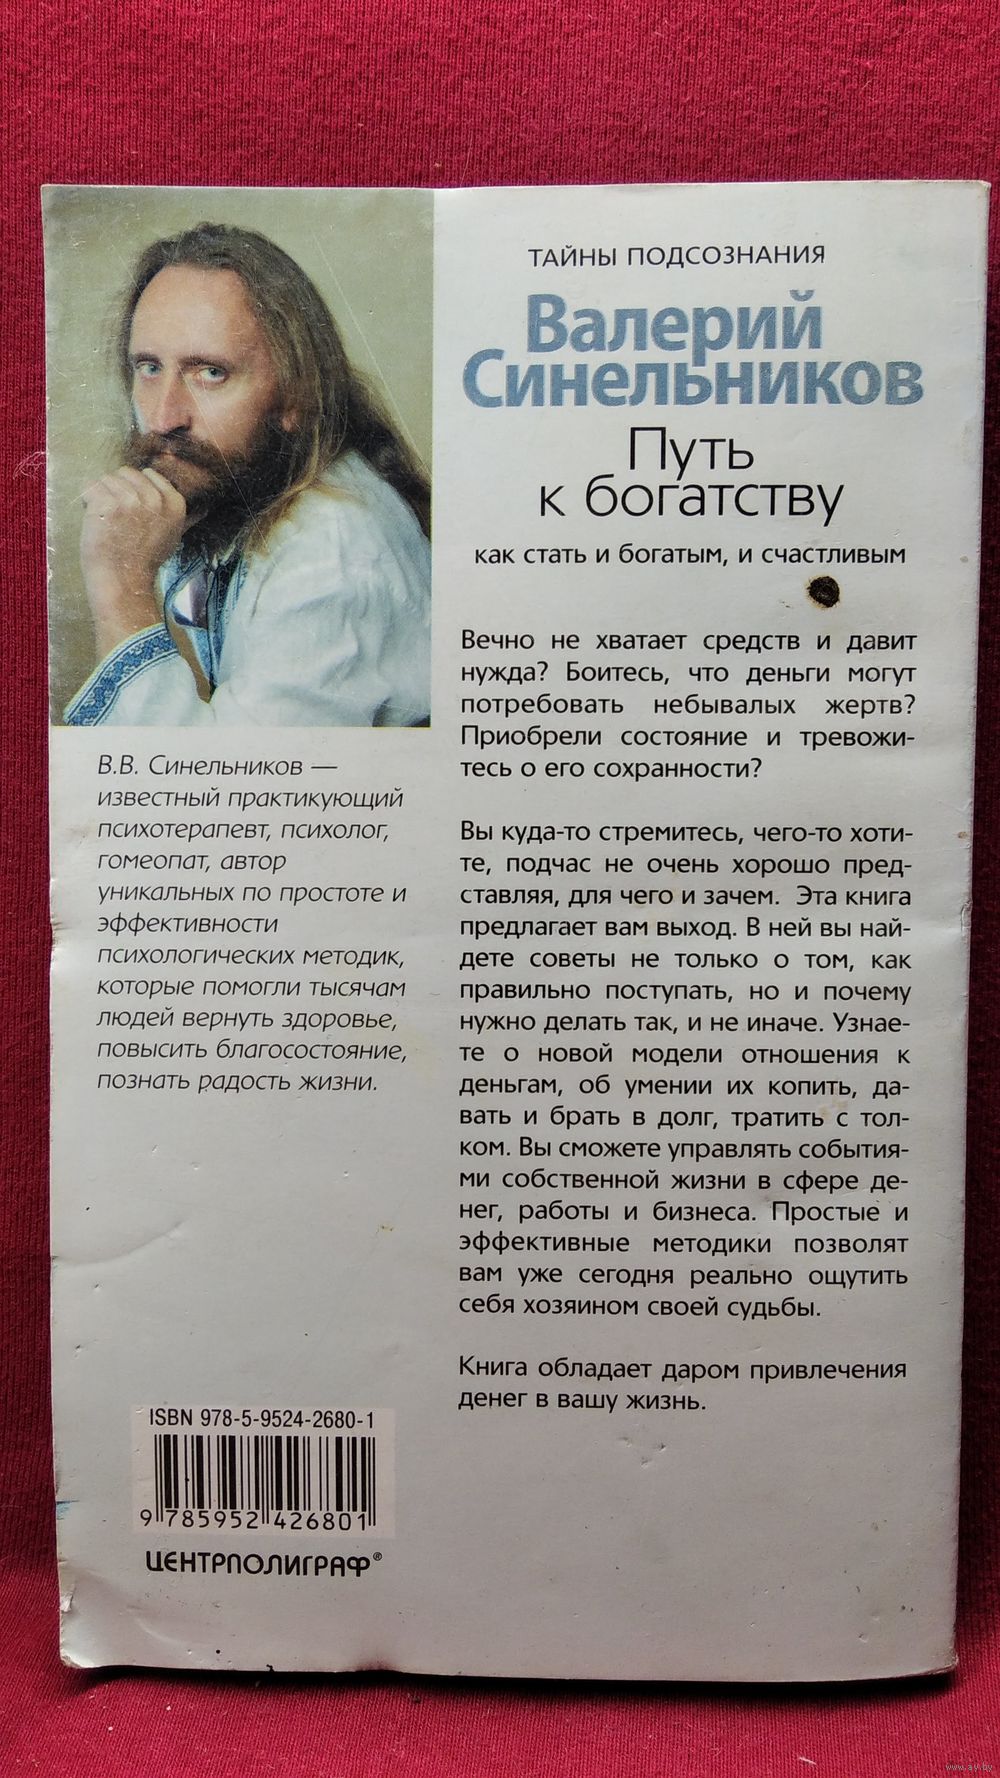 ТАЙНЫ ПОДСОЗНАНИЯ
Валерий
Синельников
Путь
к богатству
как стать и богатым, и счастливым
Вечно не хватает средств и давит
нужда? Боитесь, что деньги могут
потребовать небывалых жертв?
Приобрели состояние и тревожи-
тесь о его сохранности?
Вы куда-то стремитесь, чего-то хоти-
те, подчас не очень хорошо пред-
ставляя, для чего и зачем. Эта книга
предлагает вам выход. В ней вы най-
дете советы не только о том, как
правильно поступать, но и почему
нужно делать так, и не иначе. Узнае-
те о новой модели отношения к
деньгам, об умении их копить, да-
вать и брать в долг, тратить с тол-
ком. Вы сможете управлять события-
ми собственной жизни в сфере де-
нег, работы и бизнеса. Простые и
эффективные методики позволят
вам уже сегодня реально ощутить
себя хозяином своей судьбы.
Книга обладает даром привлечения
денег в вашу жизнь.
В.В. Синельников —
известный практикующий
психотерапевт, психолог,
гомеопат, автор
уникальных по простоте и
эффективности
психологических методик,
которые помогли тысячам
людей вернуть здоровье,
повысить благосостояние,
познать радость жизни.
ISBN 978-5-9524-2680-1
9 785952 426801
ЦЕНТРПОЛИГРАФ®
www.ay.by